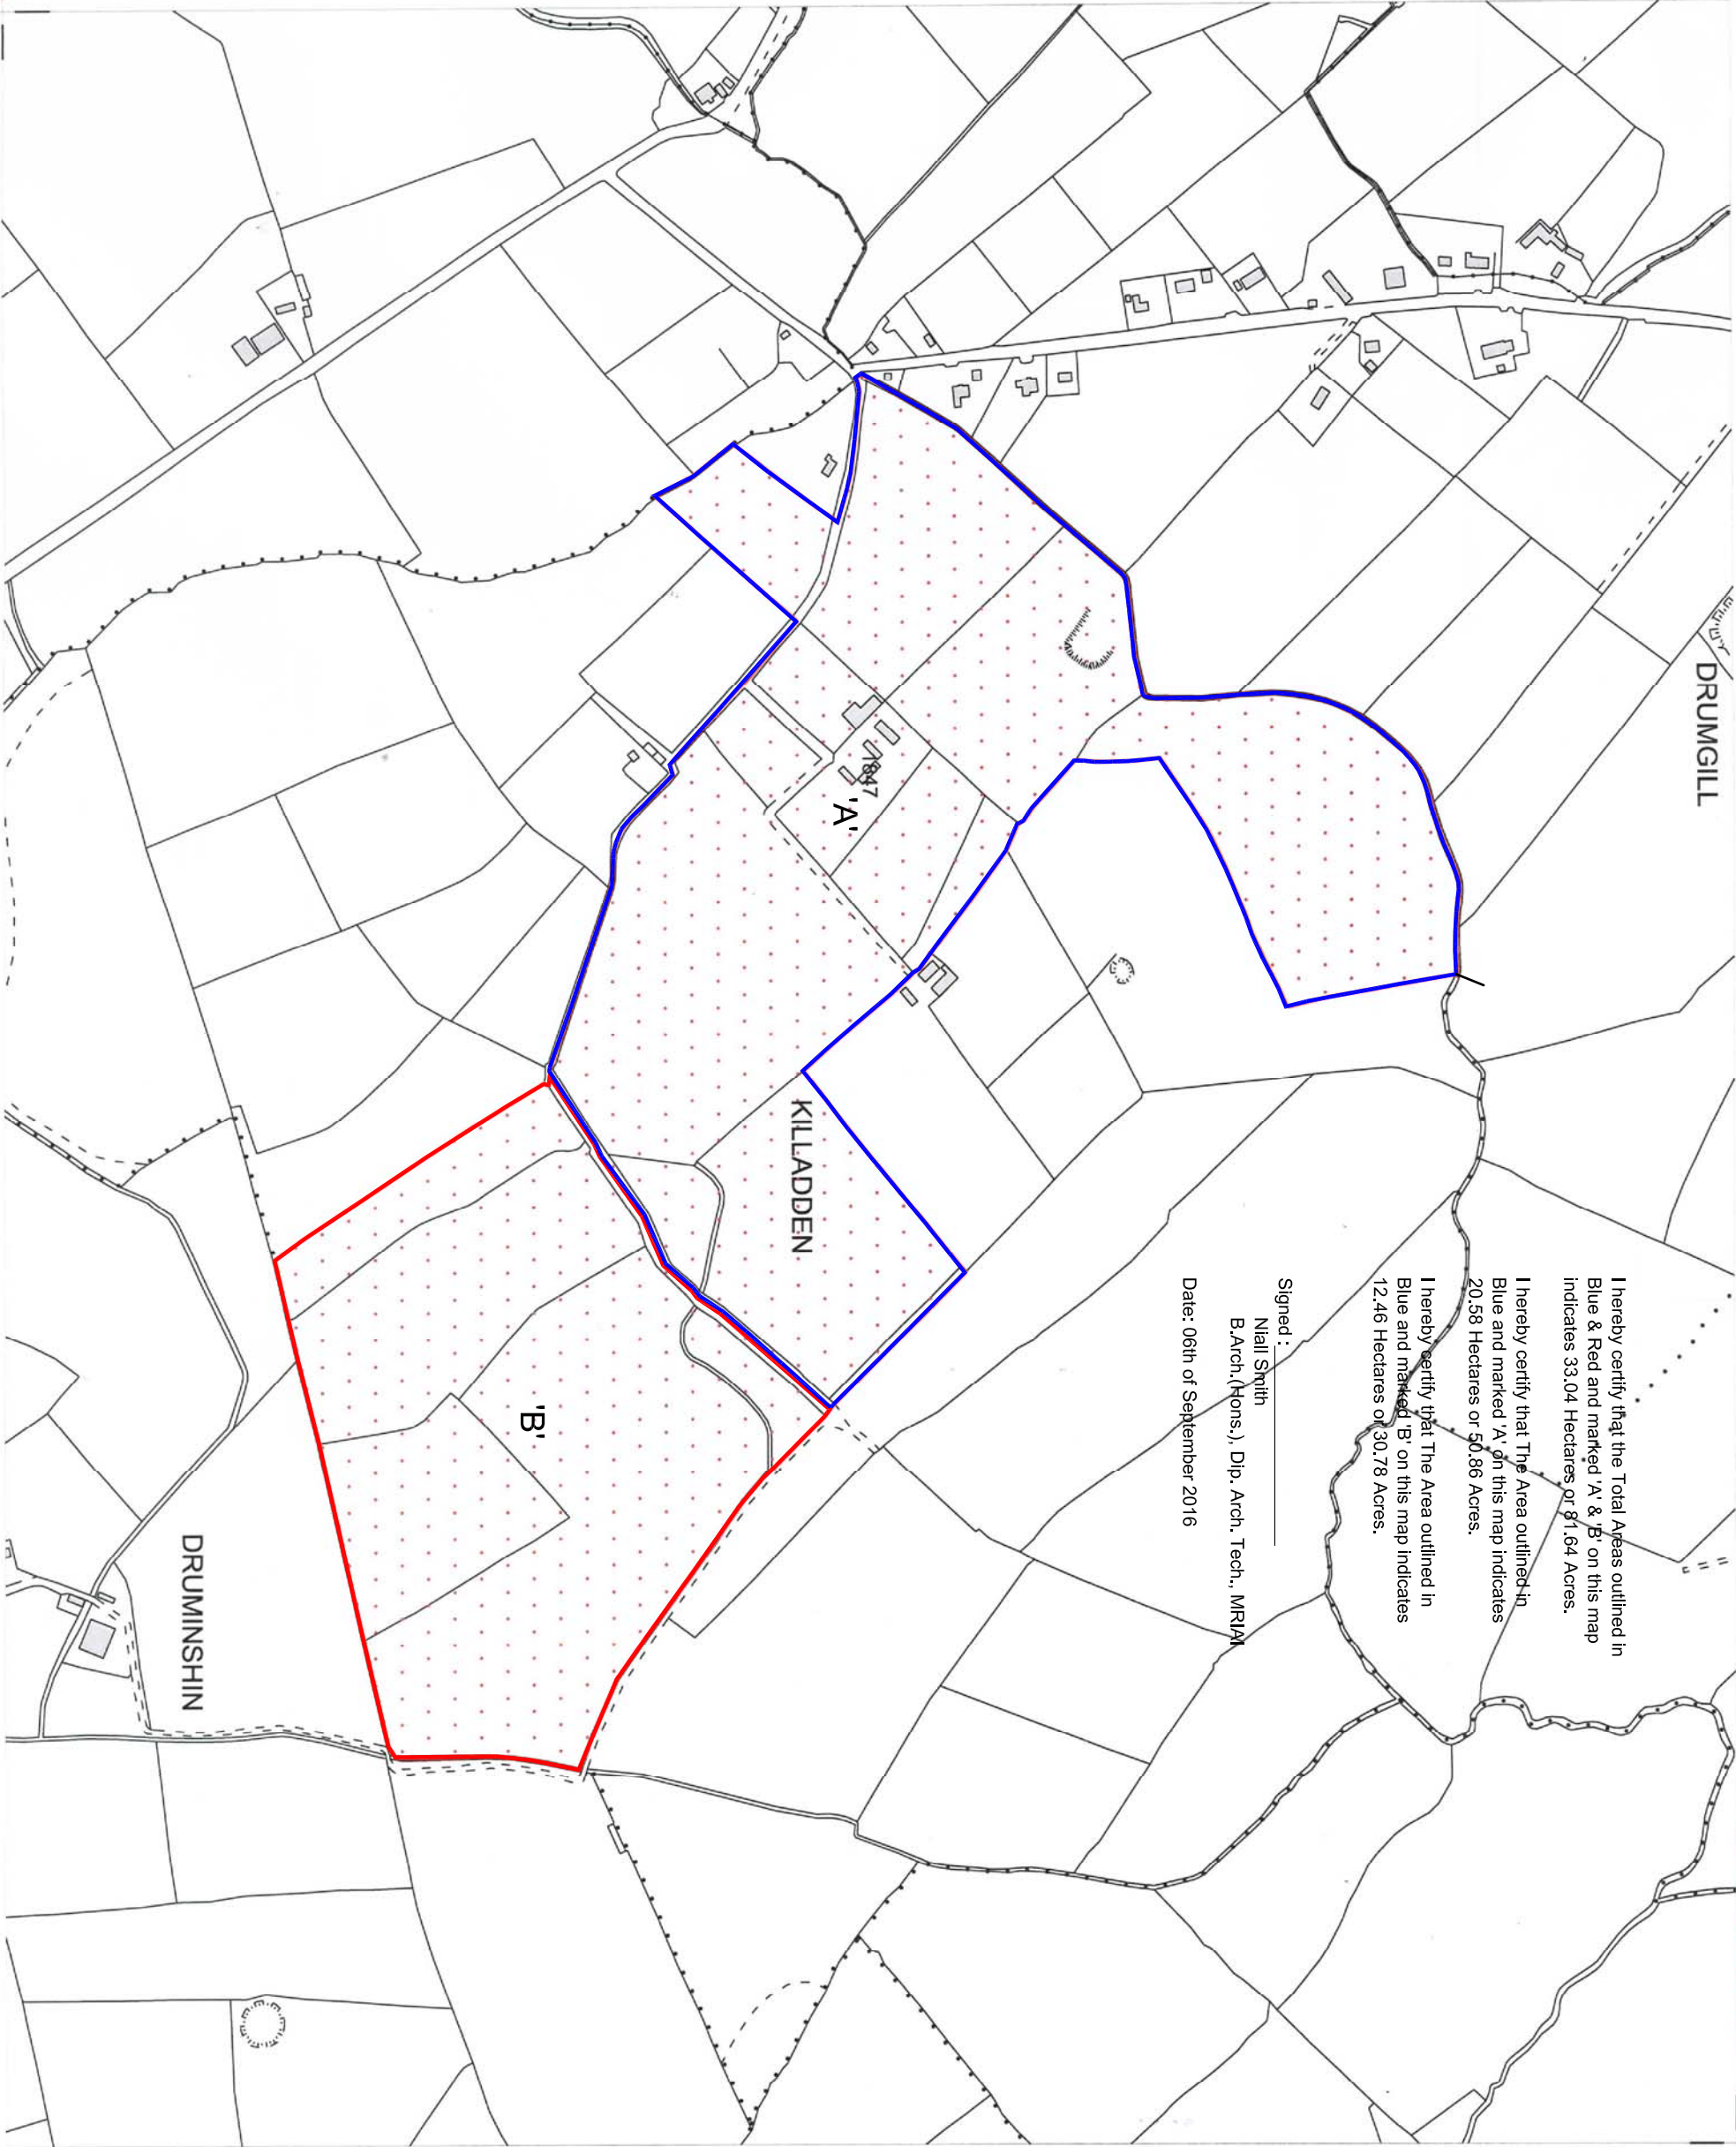 DRUMGILL
I hereby certify that the Total Areas outlined in
Blue & Red and marked 'A' & 'B' on this map
indicates 33.04 Hectares or 81.64 Acres.
I hereby certify that The Area outlined in
Blue and marked 'A' on this map indicates
20.58 Hectares or 50.86 Acres.
I hereby certify that The Area outlined in
Blue and marked 'B' on this map indicates
12.46 Hectares or 30.78 Acres.
Signed :
Niall Smith
B.Arch.(Hons.), Dip. Arch. Tech., MRIAI
Date: 06th of September 2016
1847
'A'
KILLADDEN
'B'
DRUMINSHIN